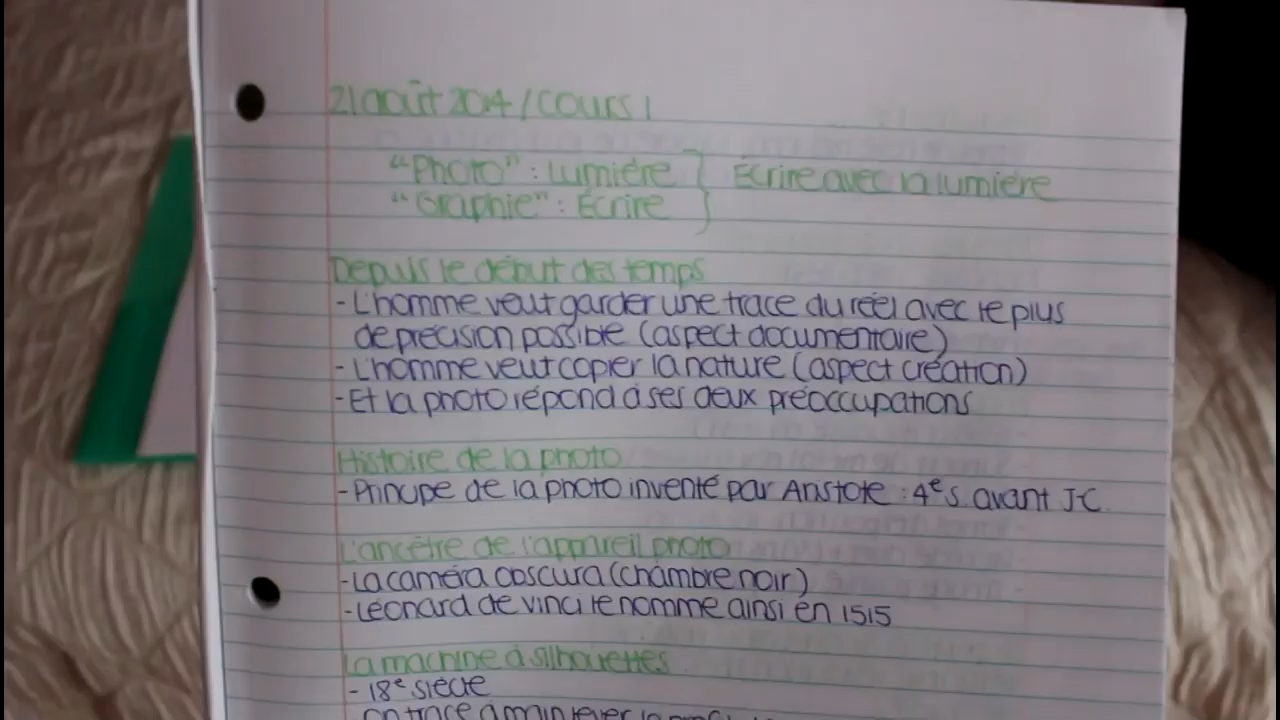 21 août 2014 / Cours 1
"Photo" : Lumière } Écrire avec la lumière
"Graphie" : Écrire
Depuis le début des temps
- L'homme veut garder une trace du réel avec le plus
de précision possible (aspect documentaire)
- L'homme veut copier la nature (aspect création)
- Et la photo répond à ses deux préoccupations
Histoire de la photo
- Principe de la photo inventé par Aristote : 4e s. avant J-C
L'ancêtre de l'appareil photo
- La caméra obscura (chambre noir)
- Léonard de vinci le nomme ainsi en 1515
La machine à silhouettes
- 18e siècle
on trace à main lever